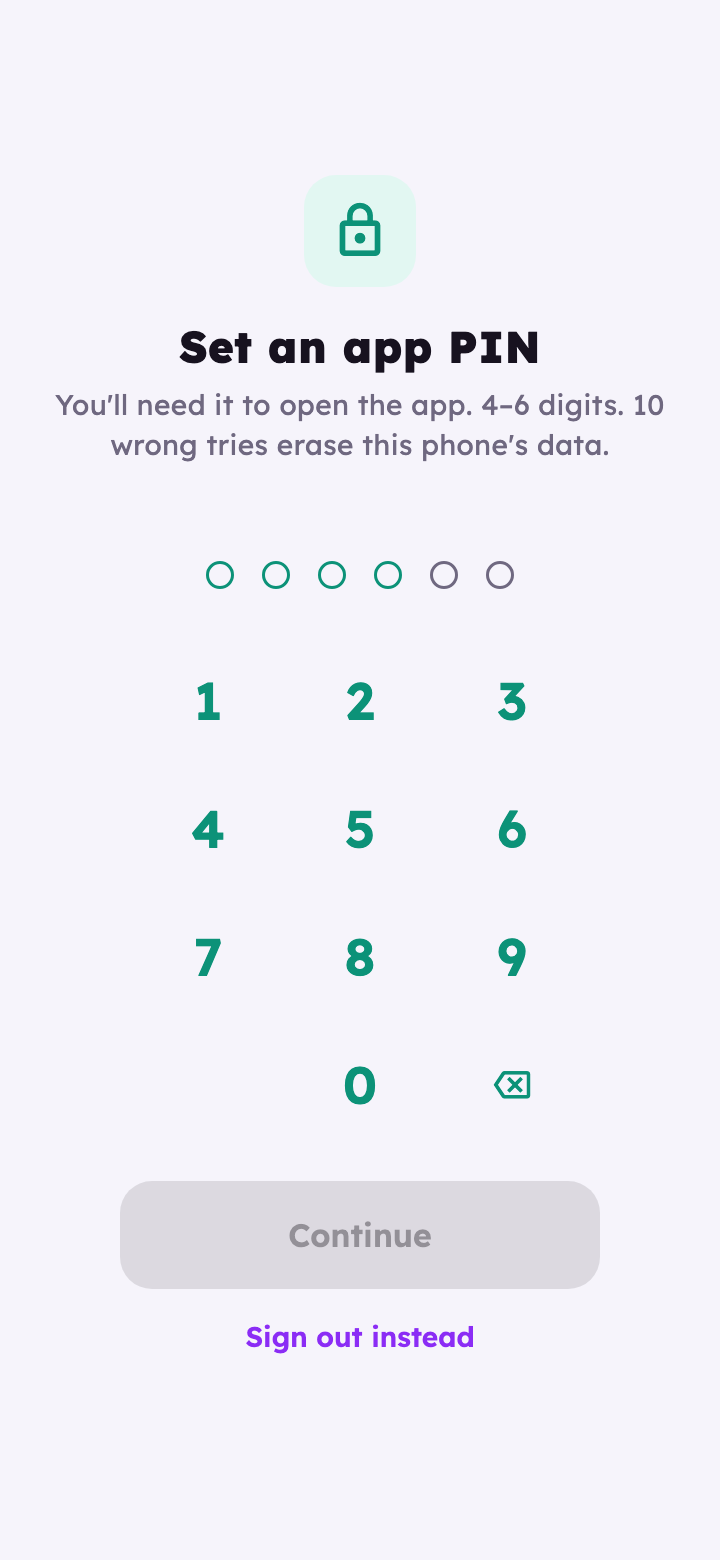 Set an app PIN
You'll need it to open the app. 4–6 digits. 10
wrong tries erase this phone's data.
1 2 3
4 5 6
7 8 9
0
Continue
Sign out instead